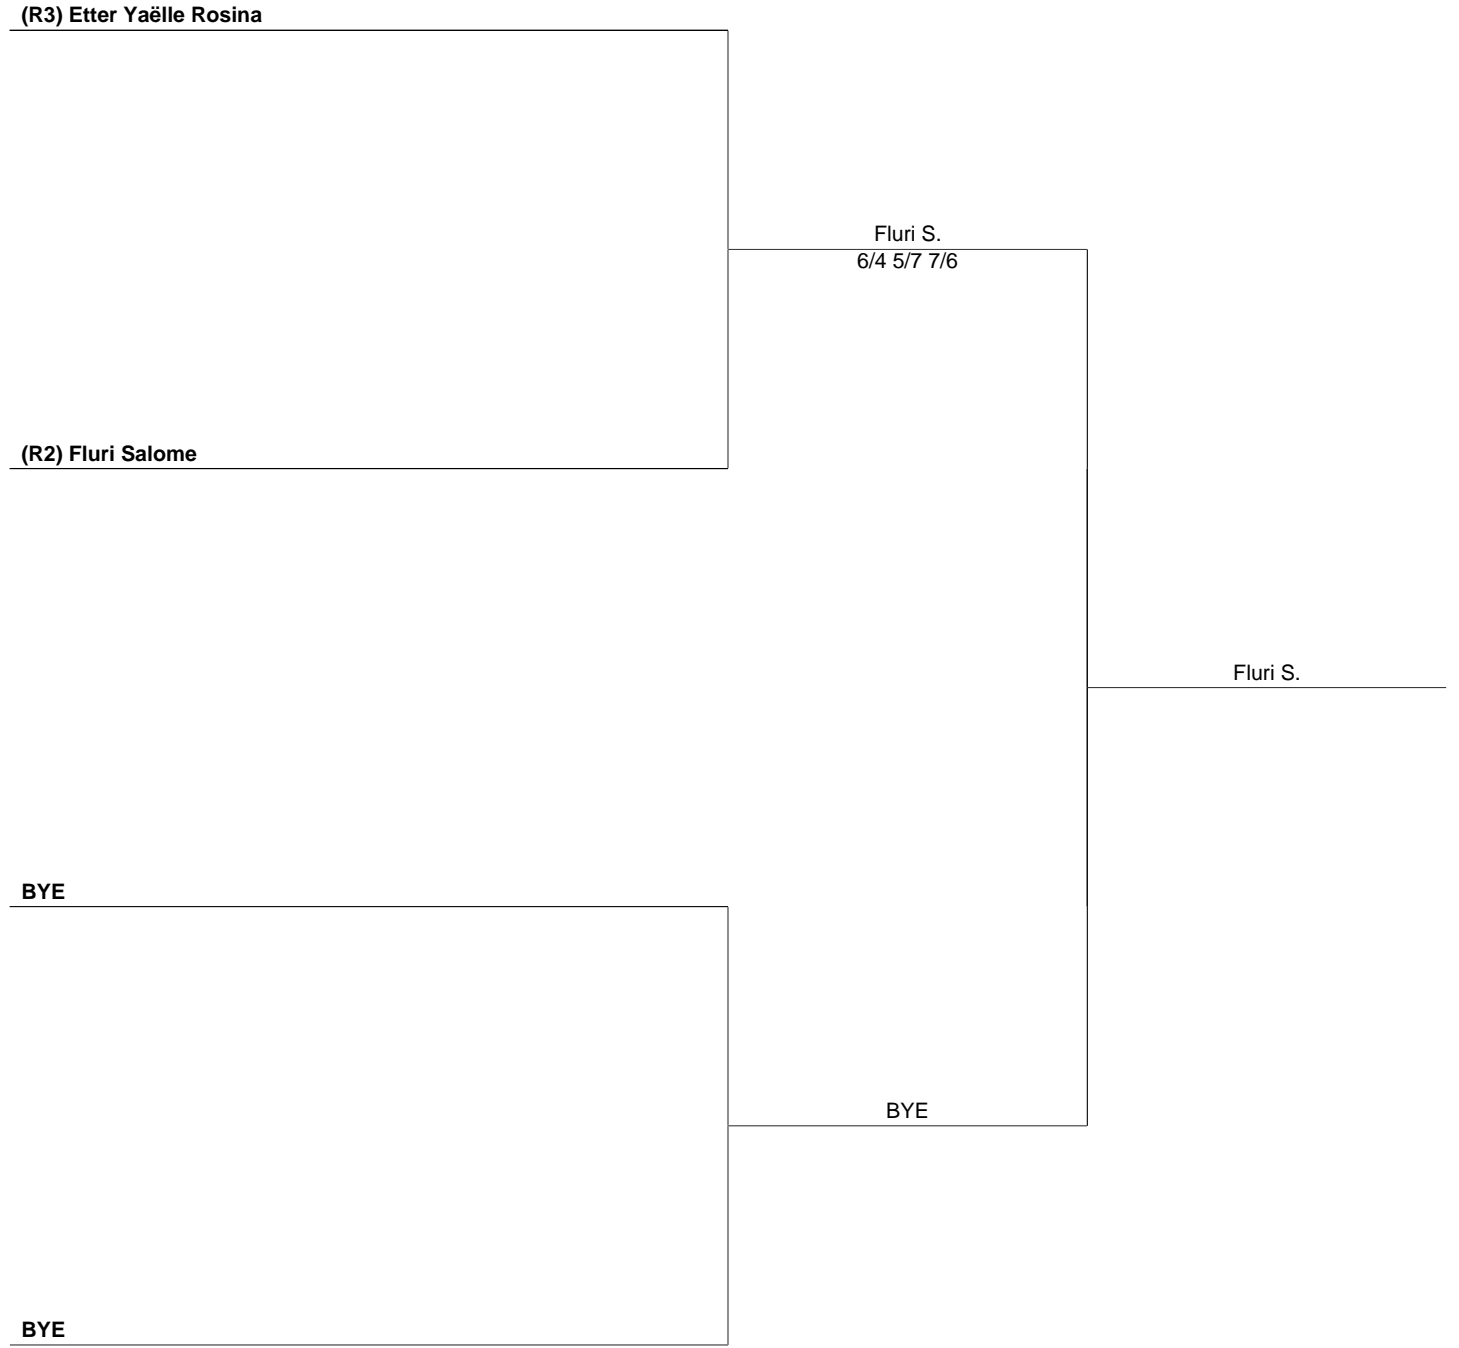 (R3) Etter Yaëlle Rosina
Fluri S.
6/4 5/7 7/6
(R2) Fluri Salome
Fluri S.
BYE
BYE
BYE